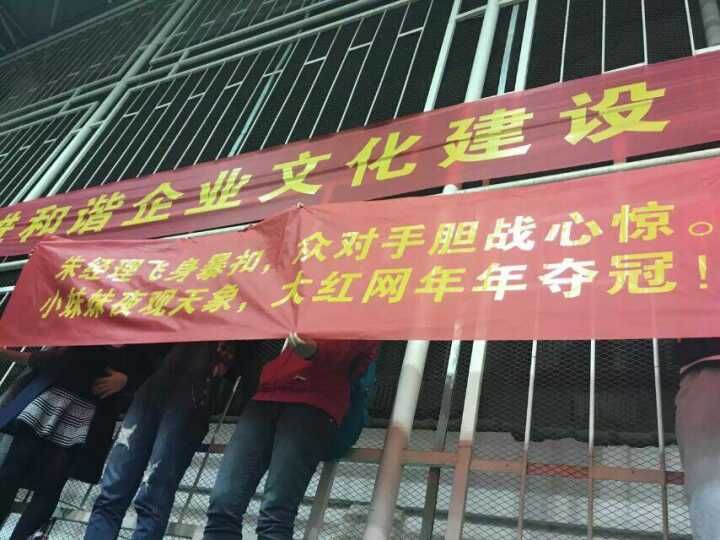 和谐企业文化建设
朱经理飞身暴扣，众对手胆战心惊。
小妹妹夜观天象，大红网年年夺冠！